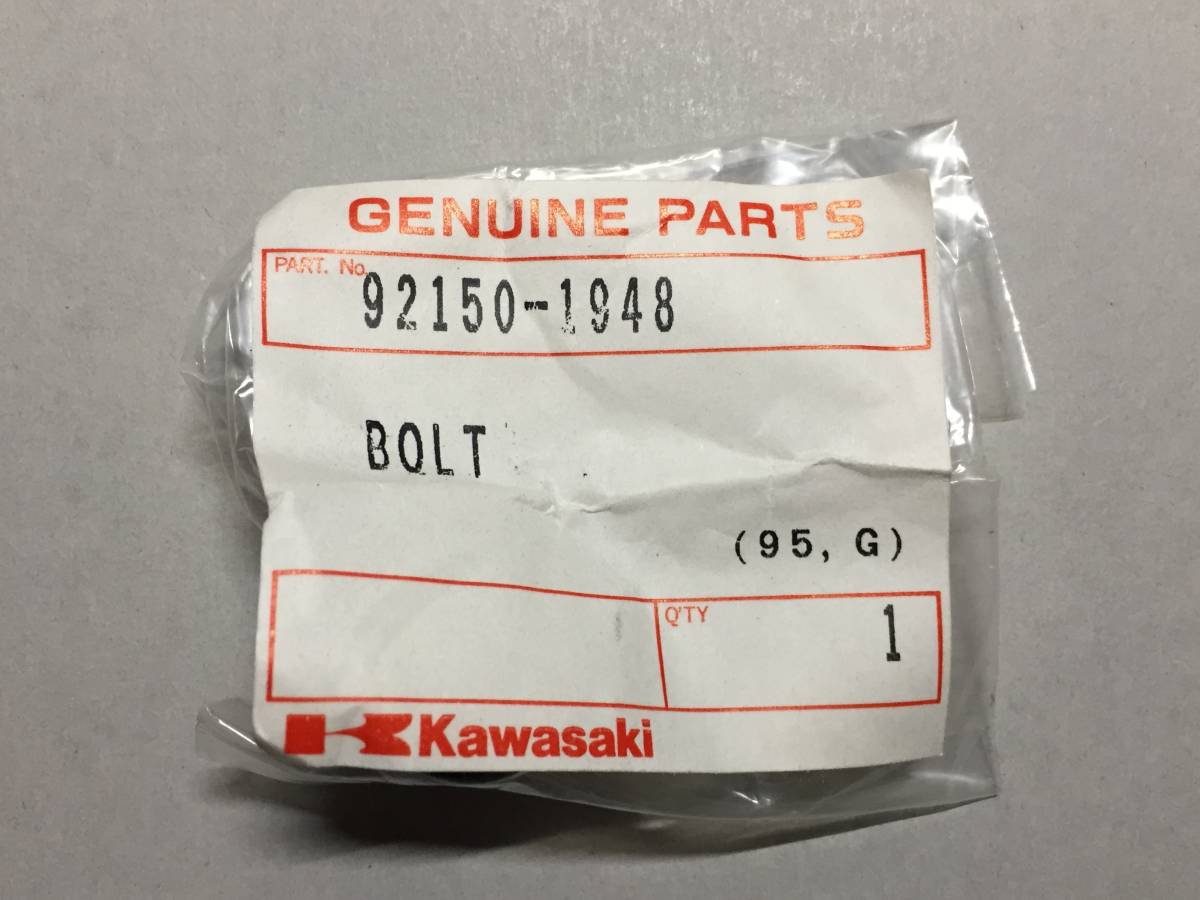 GENUINE PARTS
PART. No. 92150-1948
BOLT
(95, G)
Q'TY 1
Kawasaki